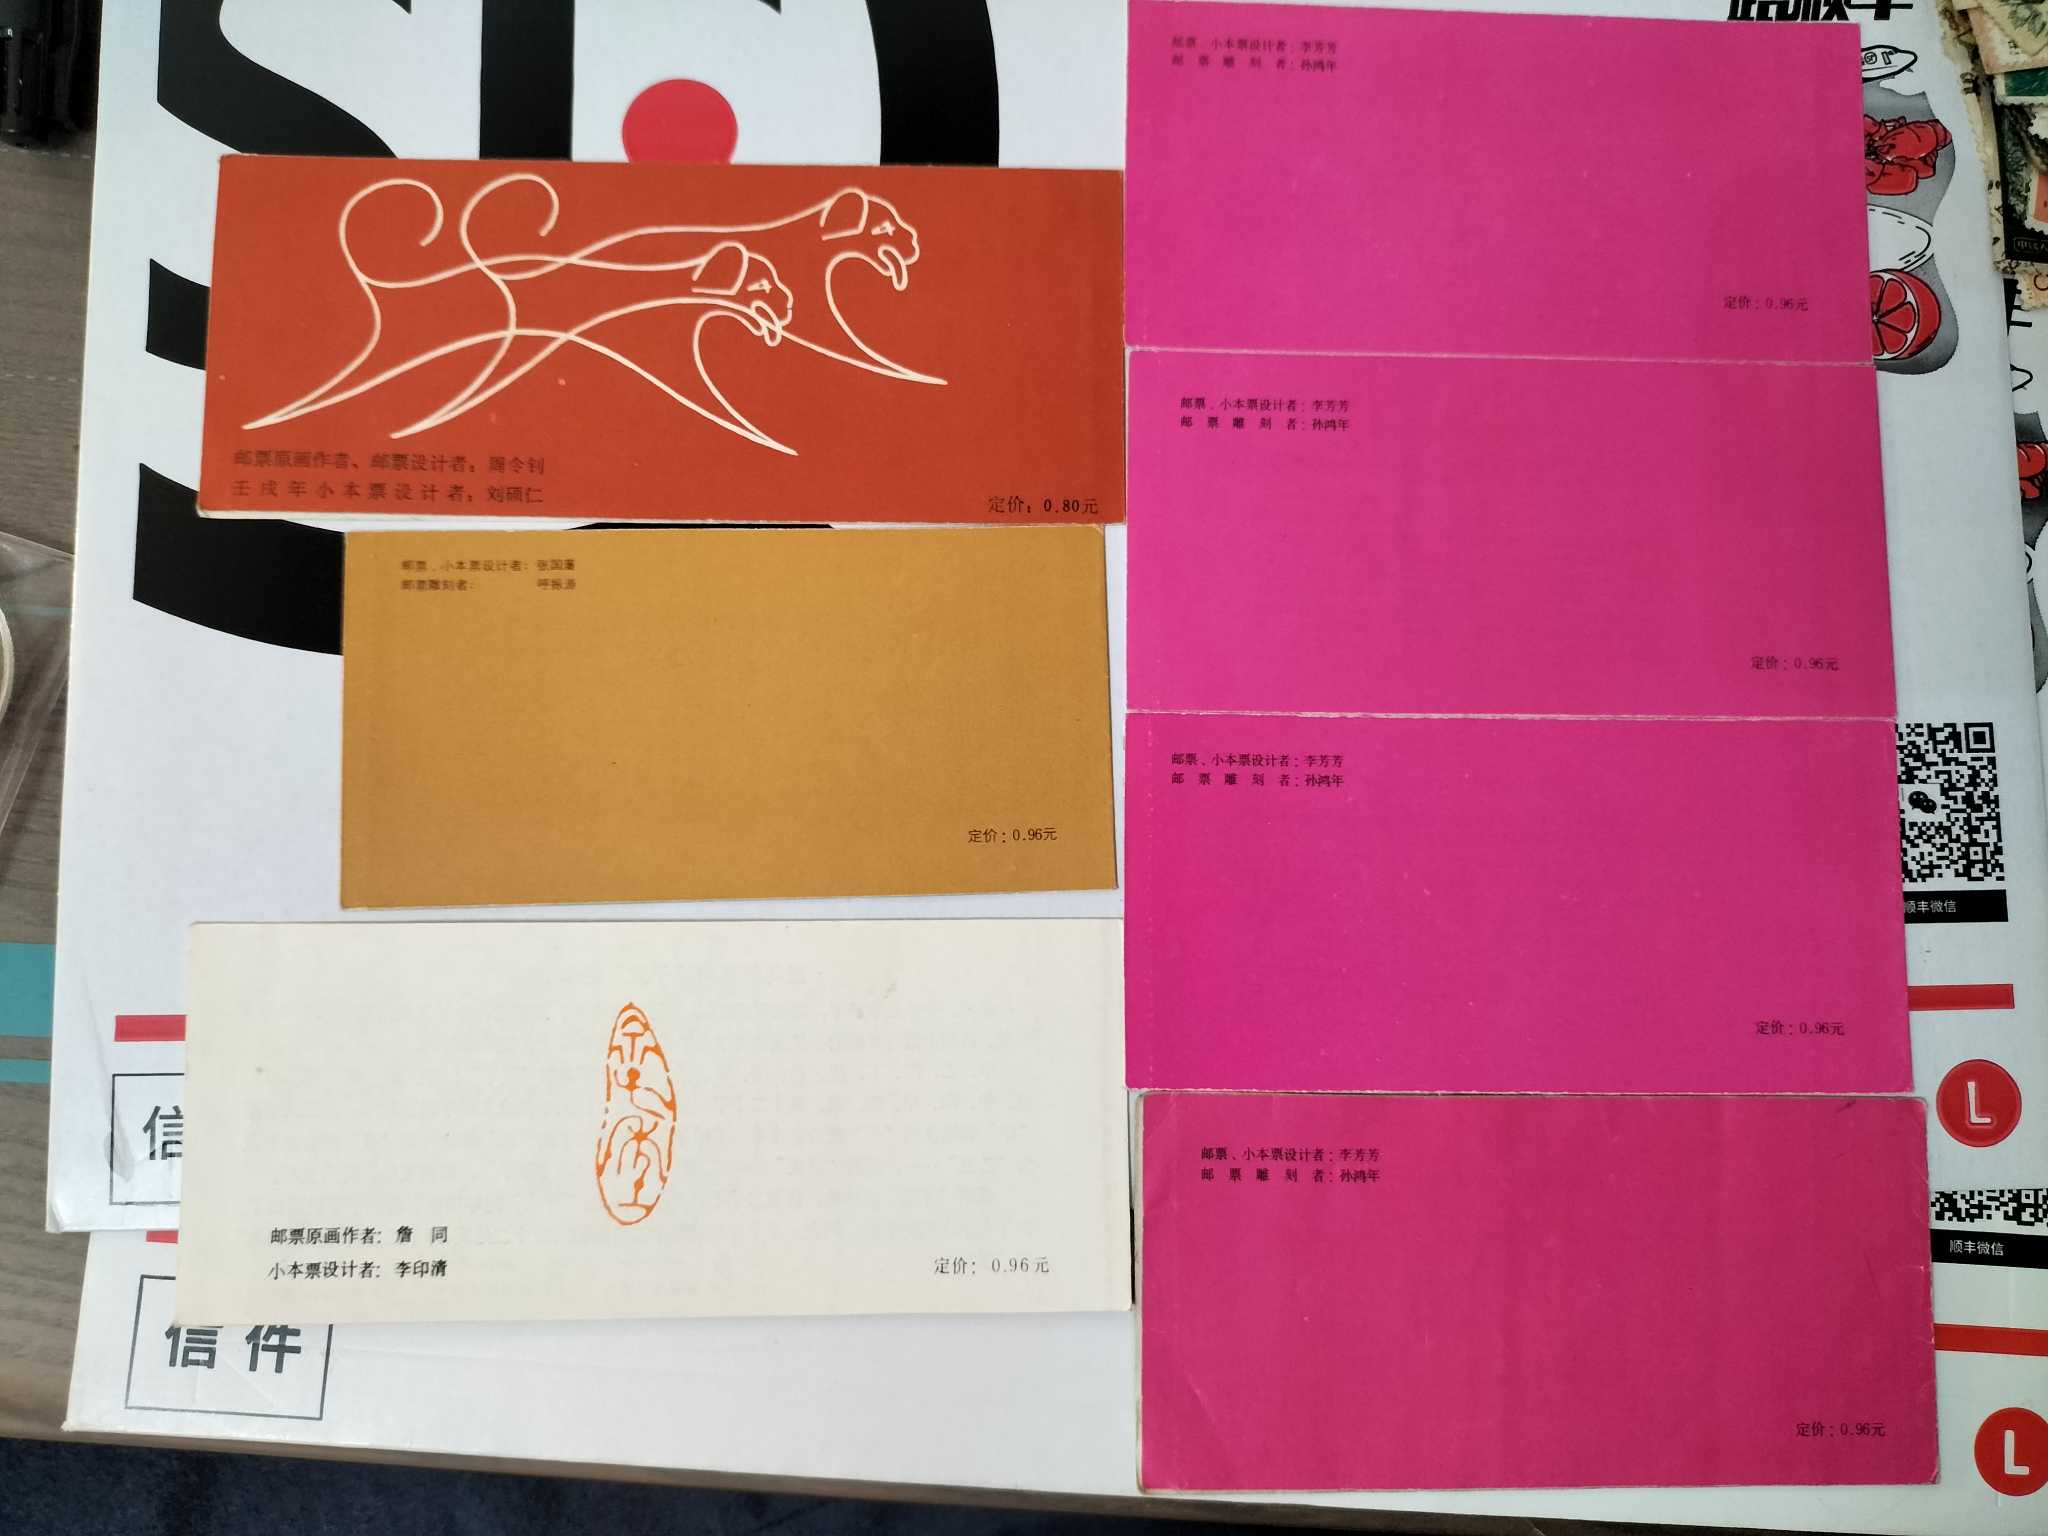 邮票原画作者、邮票设计者：周令钊
壬戌年小本票设计者：刘硕仁
定价：0.80元
邮票、小本票设计者：张国藩
邮票雕刻者： 呼振源
定价：0.96元
邮票原画作者：詹 同
小本票设计者：李印清
定价：0.96元
邮票、小本票设计者：李芳芳
邮 票 雕 刻 者：孙鸿年
定价：0.96元
邮票、小本票设计者：李芳芳
邮 票 雕 刻 者：孙鸿年
定价：0.96元
邮票、小本票设计者：李芳芳
邮 票 雕 刻 者：孙鸿年
定价：0.96元
邮票、小本票设计者：李芳芳
邮 票 雕 刻 者：孙鸿年
定价：0.96元
顺丰微信
L
顺丰微信
L
信
信件